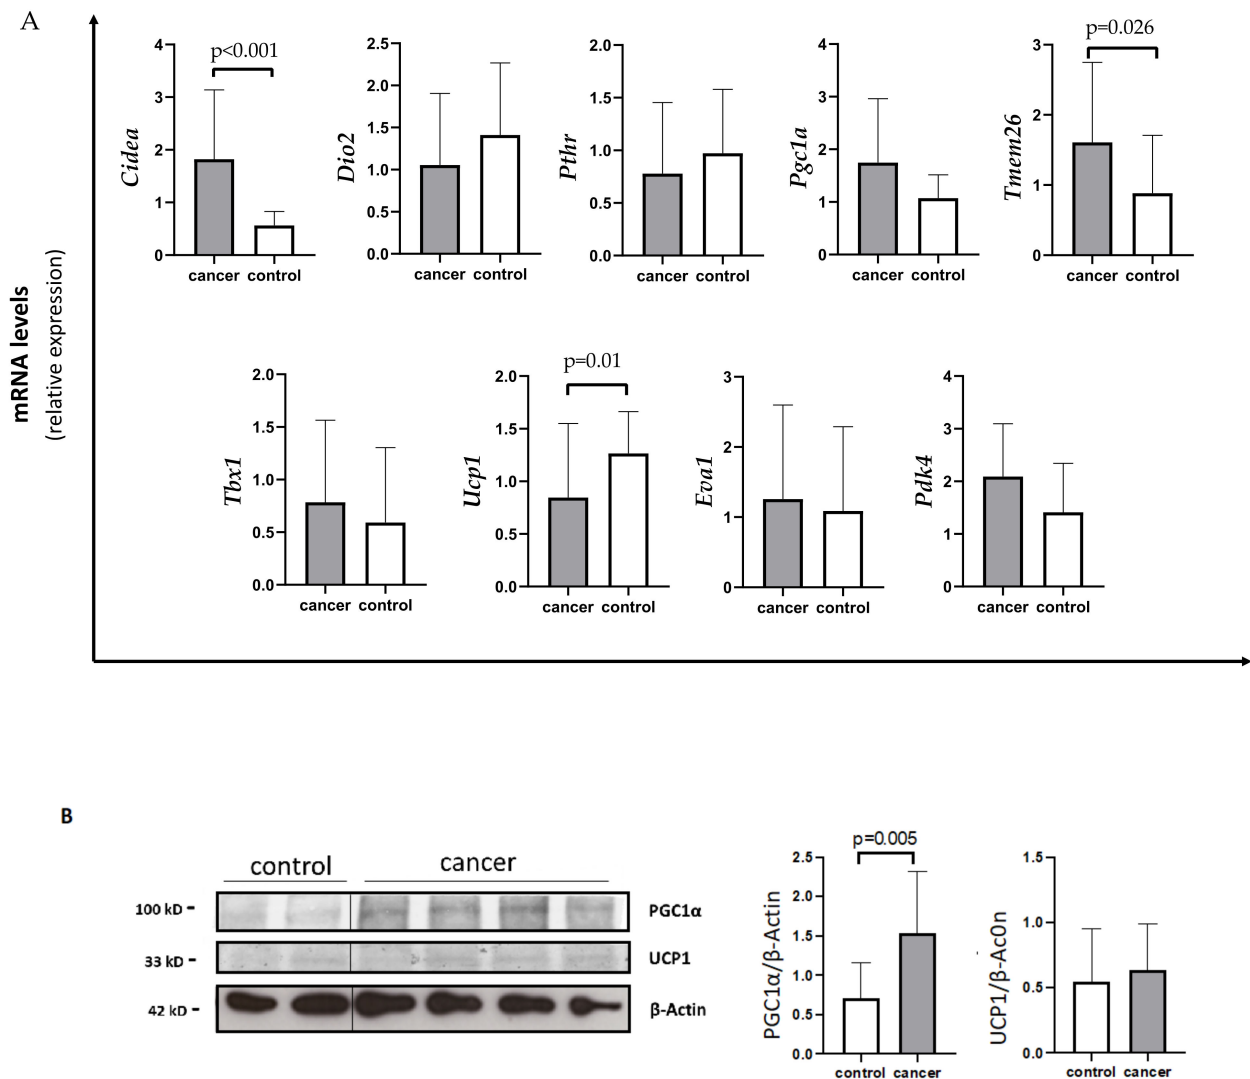 A
mRNA levels
(relative expression)
p<0.001
Cidea
4
3
2
1
0
cancer control
Dio2
2.5
2.0
1.5
1.0
0.5
0.0
cancer control
Pthr
2.0
1.5
1.0
0.5
0.0
cancer control
Pgc1a
4
3
2
1
0
cancer control
p=0.026
Tmem26
3
2
1
0
cancer control
Tbx1
2.0
1.5
1.0
0.5
0.0
cancer control
p=0.01
Ucp1
2.0
1.5
1.0
0.5
0.0
cancer control
Eva1
3
2
1
0
cancer control
Pdk4
4
3
2
1
0
cancer control
B
control cancer
100 kD - PGC1α
33 kD - UCP1
42 kD - β-Actin
p=0.005
PGC1α/β-Actin
2.5
2.0
1.5
1.0
0.5
0.0
control cancer
UCP1/β-Ac0n
1.5
1.0
0.5
0.0
control cancer